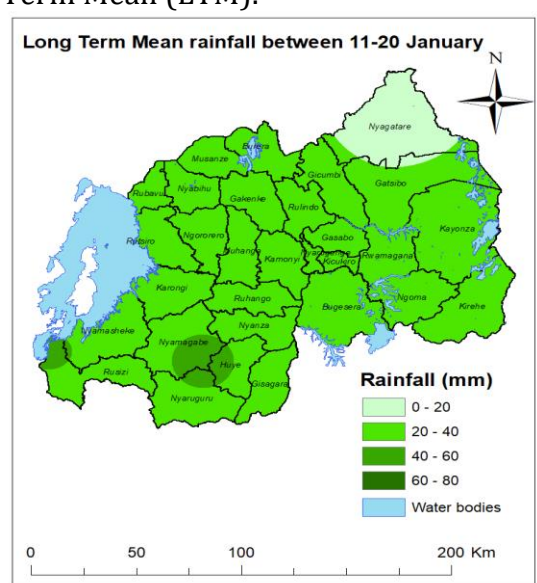 Term Mean (LTM).
Long Term Mean rainfall between 11-20 January
N
Nyagatare
Burera
Musanze
Gicumbi
Gatsibo
Rubavu
Nyabihu
Gakenke
Rulindo
Kayonza
Rutsiro
Ngororero
Muhanga
Kamonyi
Gasabo
Nyarugenge
Kicukiro
Rwamagana
Karongi
Ruhango
Bugesera
Ngoma
Kirehe
Nyamasheke
Nyamagabe
Nyanza
Huye
Rusizi
Nyaruguru
Gisagara
Rainfall (mm)
0 - 20
20 - 40
40 - 60
60 - 80
Water bodies
0 50 100 200 Km